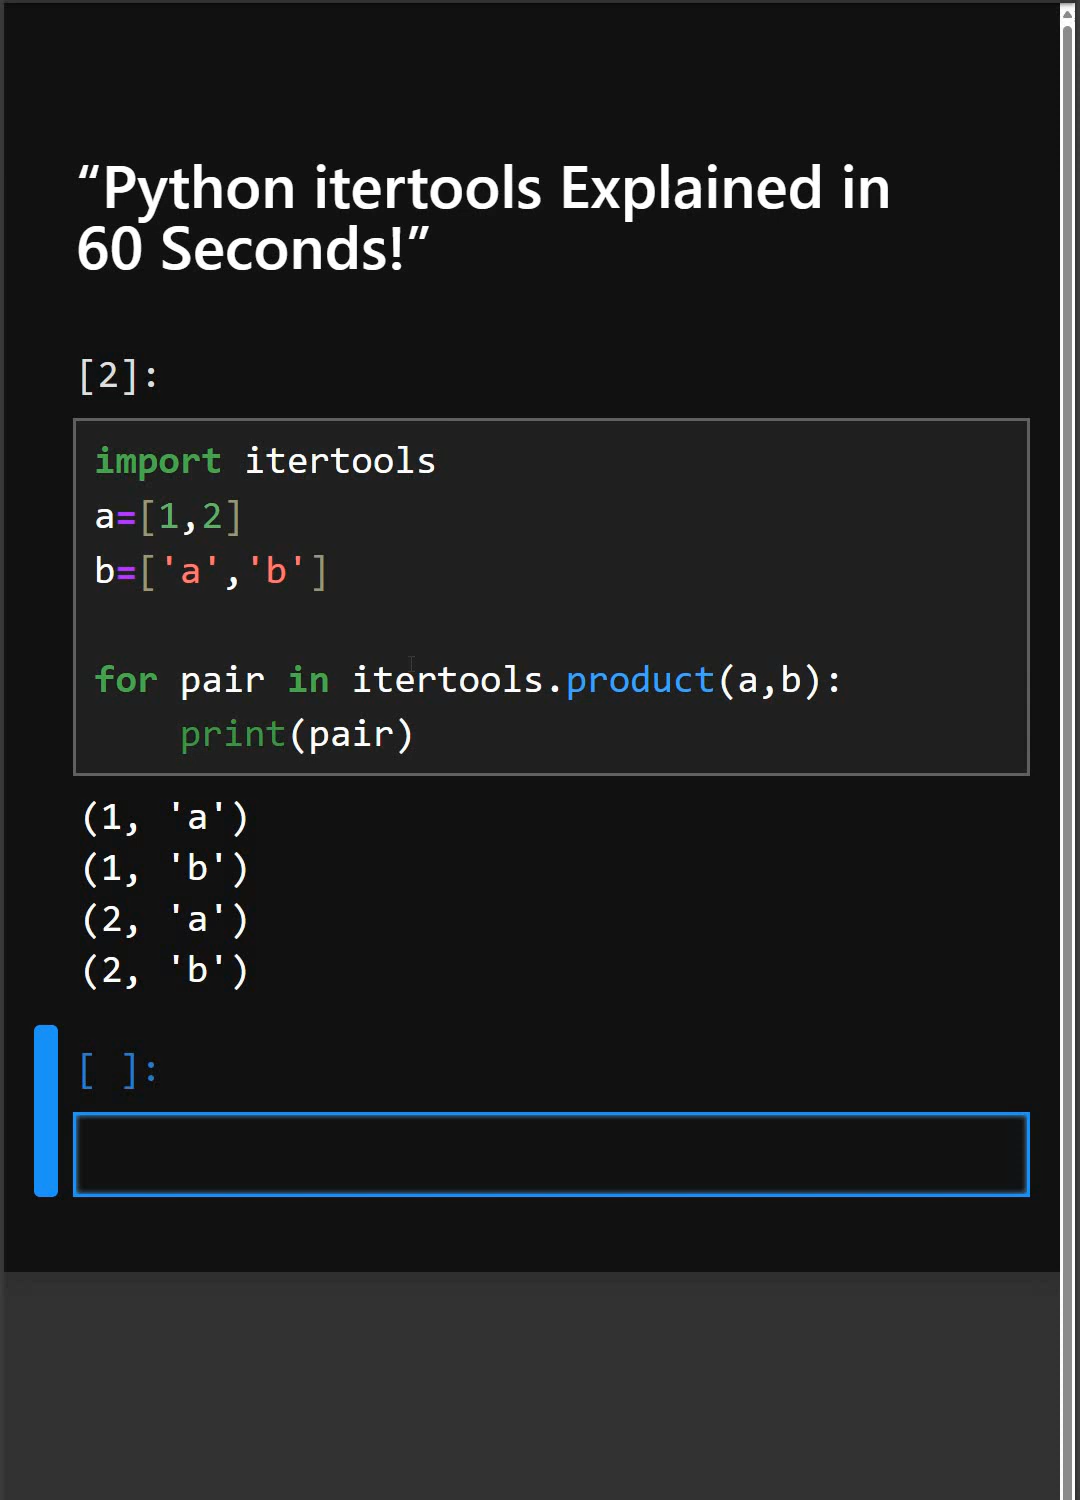 “Python itertools Explained in
60 Seconds!”
[2]:
import itertools
a=[1,2]
b=['a','b']
for pair in itertools.product(a,b):
    print(pair)
(1, 'a')
(1, 'b')
(2, 'a')
(2, 'b')
[ ]: